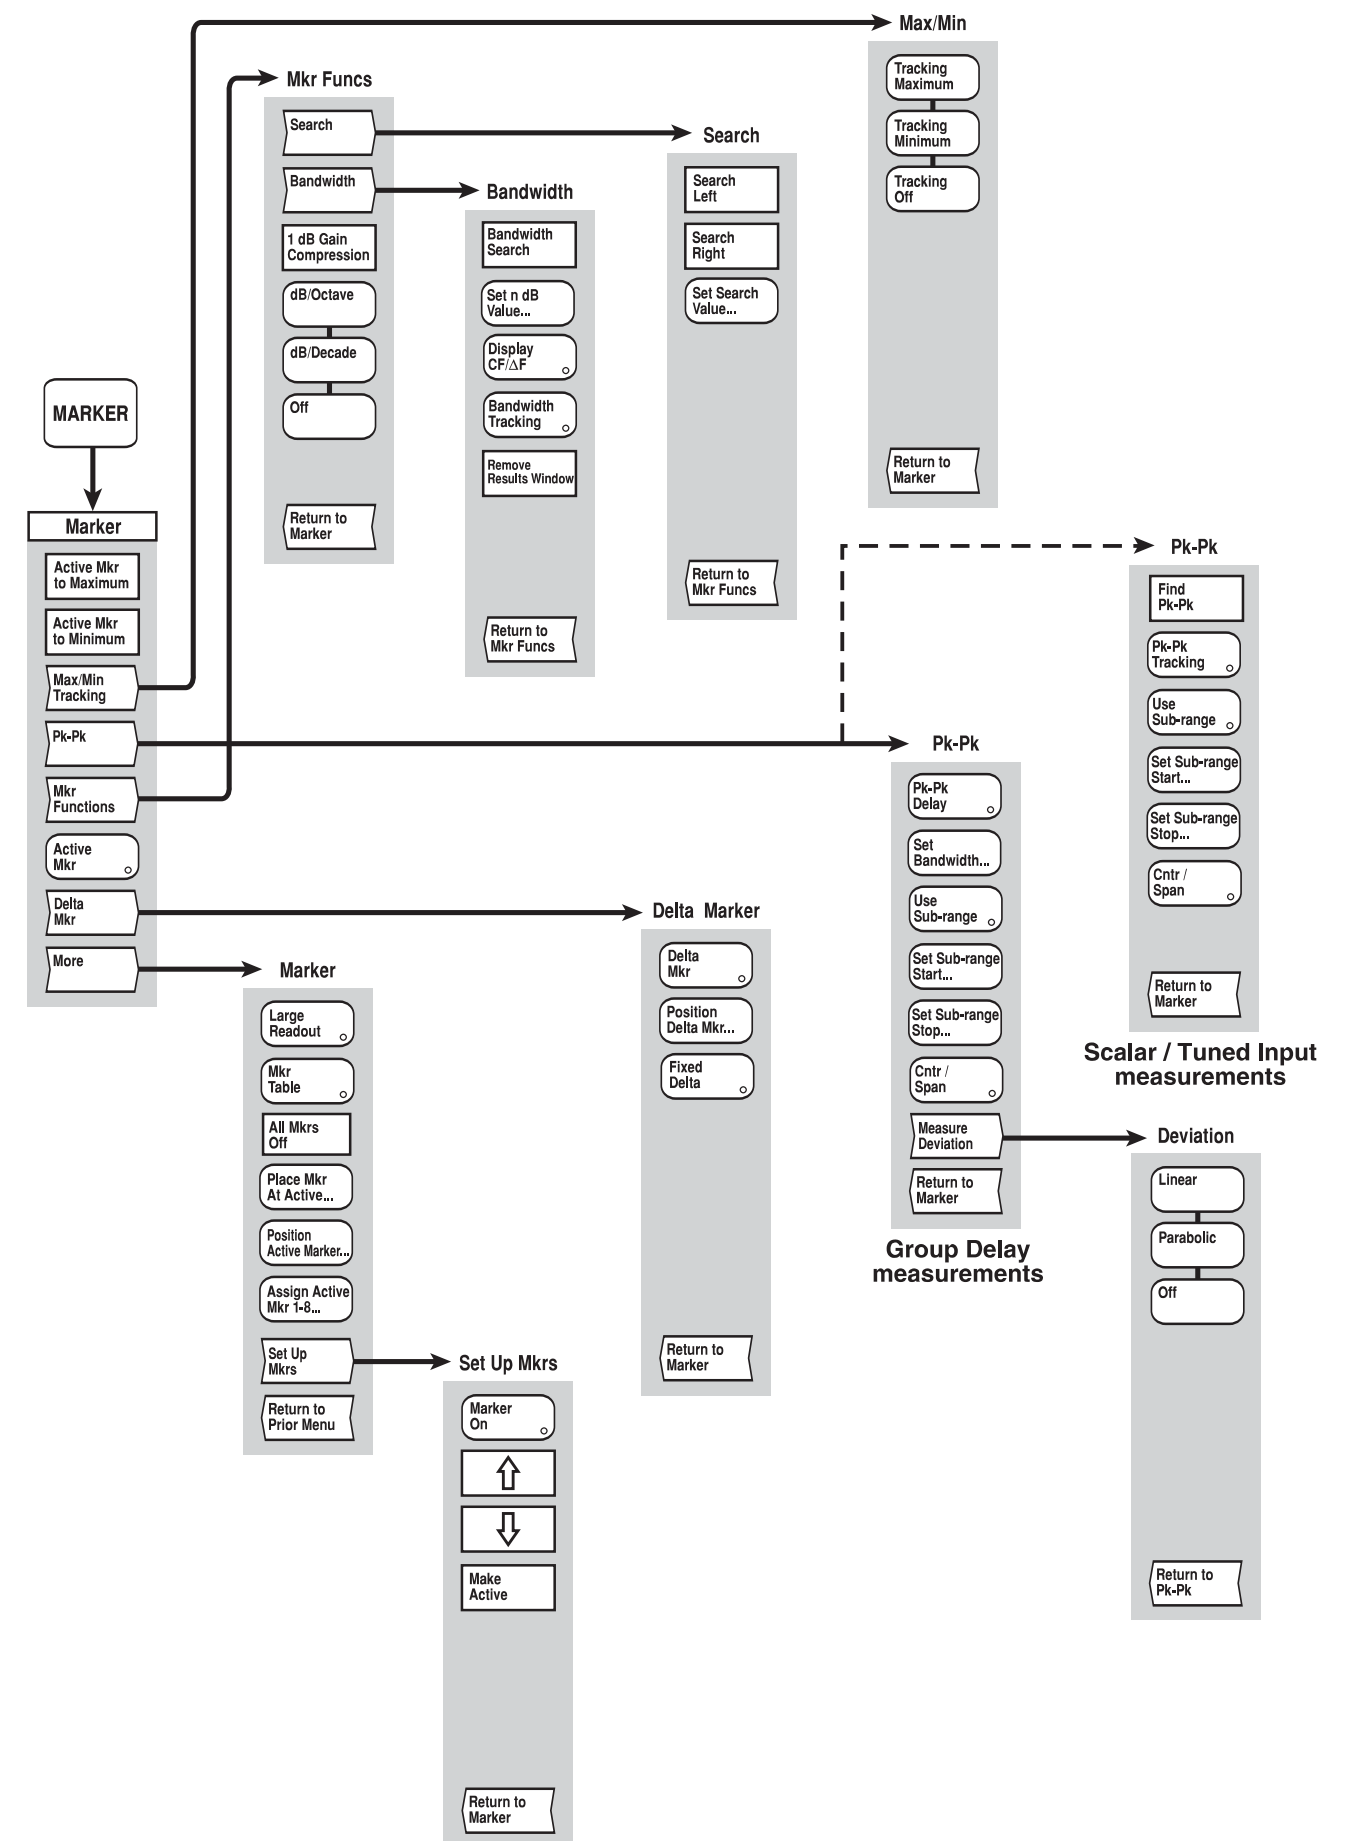 MARKER
Marker
Active Mkr
to Maximum
Active Mkr
to Minimum
Max/Min
Tracking
Pk-Pk
Mkr
Functions
Active
Mkr
Delta
Mkr
More
Mkr Funcs
Search
Bandwidth
1 dB Gain
Compression
dB/Octave
dB/Decade
Off
Return to
Marker
Bandwidth
Bandwidth
Search
Set n dB
Value...
Display
CF/ΔF
Bandwidth
Tracking
Remove
Results Window
Return to
Mkr Funcs
Search
Search
Left
Search
Right
Set Search
Value...
Return to
Mkr Funcs
Max/Min
Tracking
Maximum
Tracking
Minimum
Tracking
Off
Return to
Marker
Pk-Pk
Find
Pk-Pk
Pk-Pk
Tracking
Use
Sub-range
Set Sub-range
Start...
Set Sub-range
Stop...
Cntr /
Span
Return to
Marker
Scalar / Tuned Input
measurements
Pk-Pk
Pk-Pk
Delay
Set
Bandwidth...
Use
Sub-range
Set Sub-range
Start...
Set Sub-range
Stop...
Cntr /
Span
Measure
Deviation
Return to
Marker
Group Delay
measurements
Deviation
Linear
Parabolic
Off
Return to
Pk-Pk
Delta Marker
Delta
Mkr
Position
Delta Mkr...
Fixed
Delta
Return to
Marker
Marker
Large
Readout
Mkr
Table
All Mkrs
Off
Place Mkr
At Active...
Position
Active Marker...
Assign Active
Mkr 1-8...
Set Up
Mkrs
Return to
Prior Menu
Set Up Mkrs
Marker
On
Make
Active
Return to
Marker